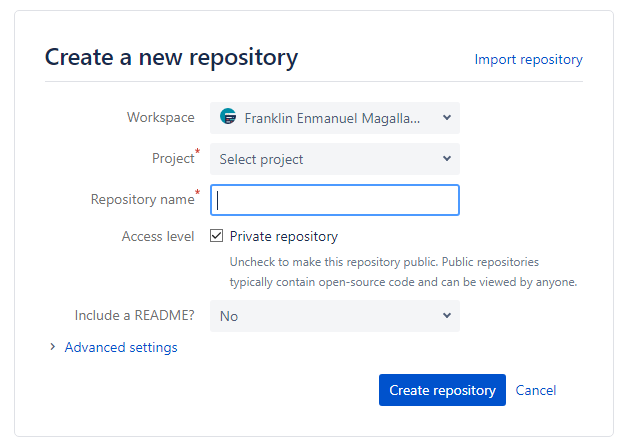 Create a new repository
Import repository
Workspace
Franklin Enmanuel Magalla...
Project*
Select project
Repository name*
Access level
Private repository
Uncheck to make this repository public. Public repositories
typically contain open-source code and can be viewed by anyone.
Include a README?
No
Advanced settings
Create repository
Cancel